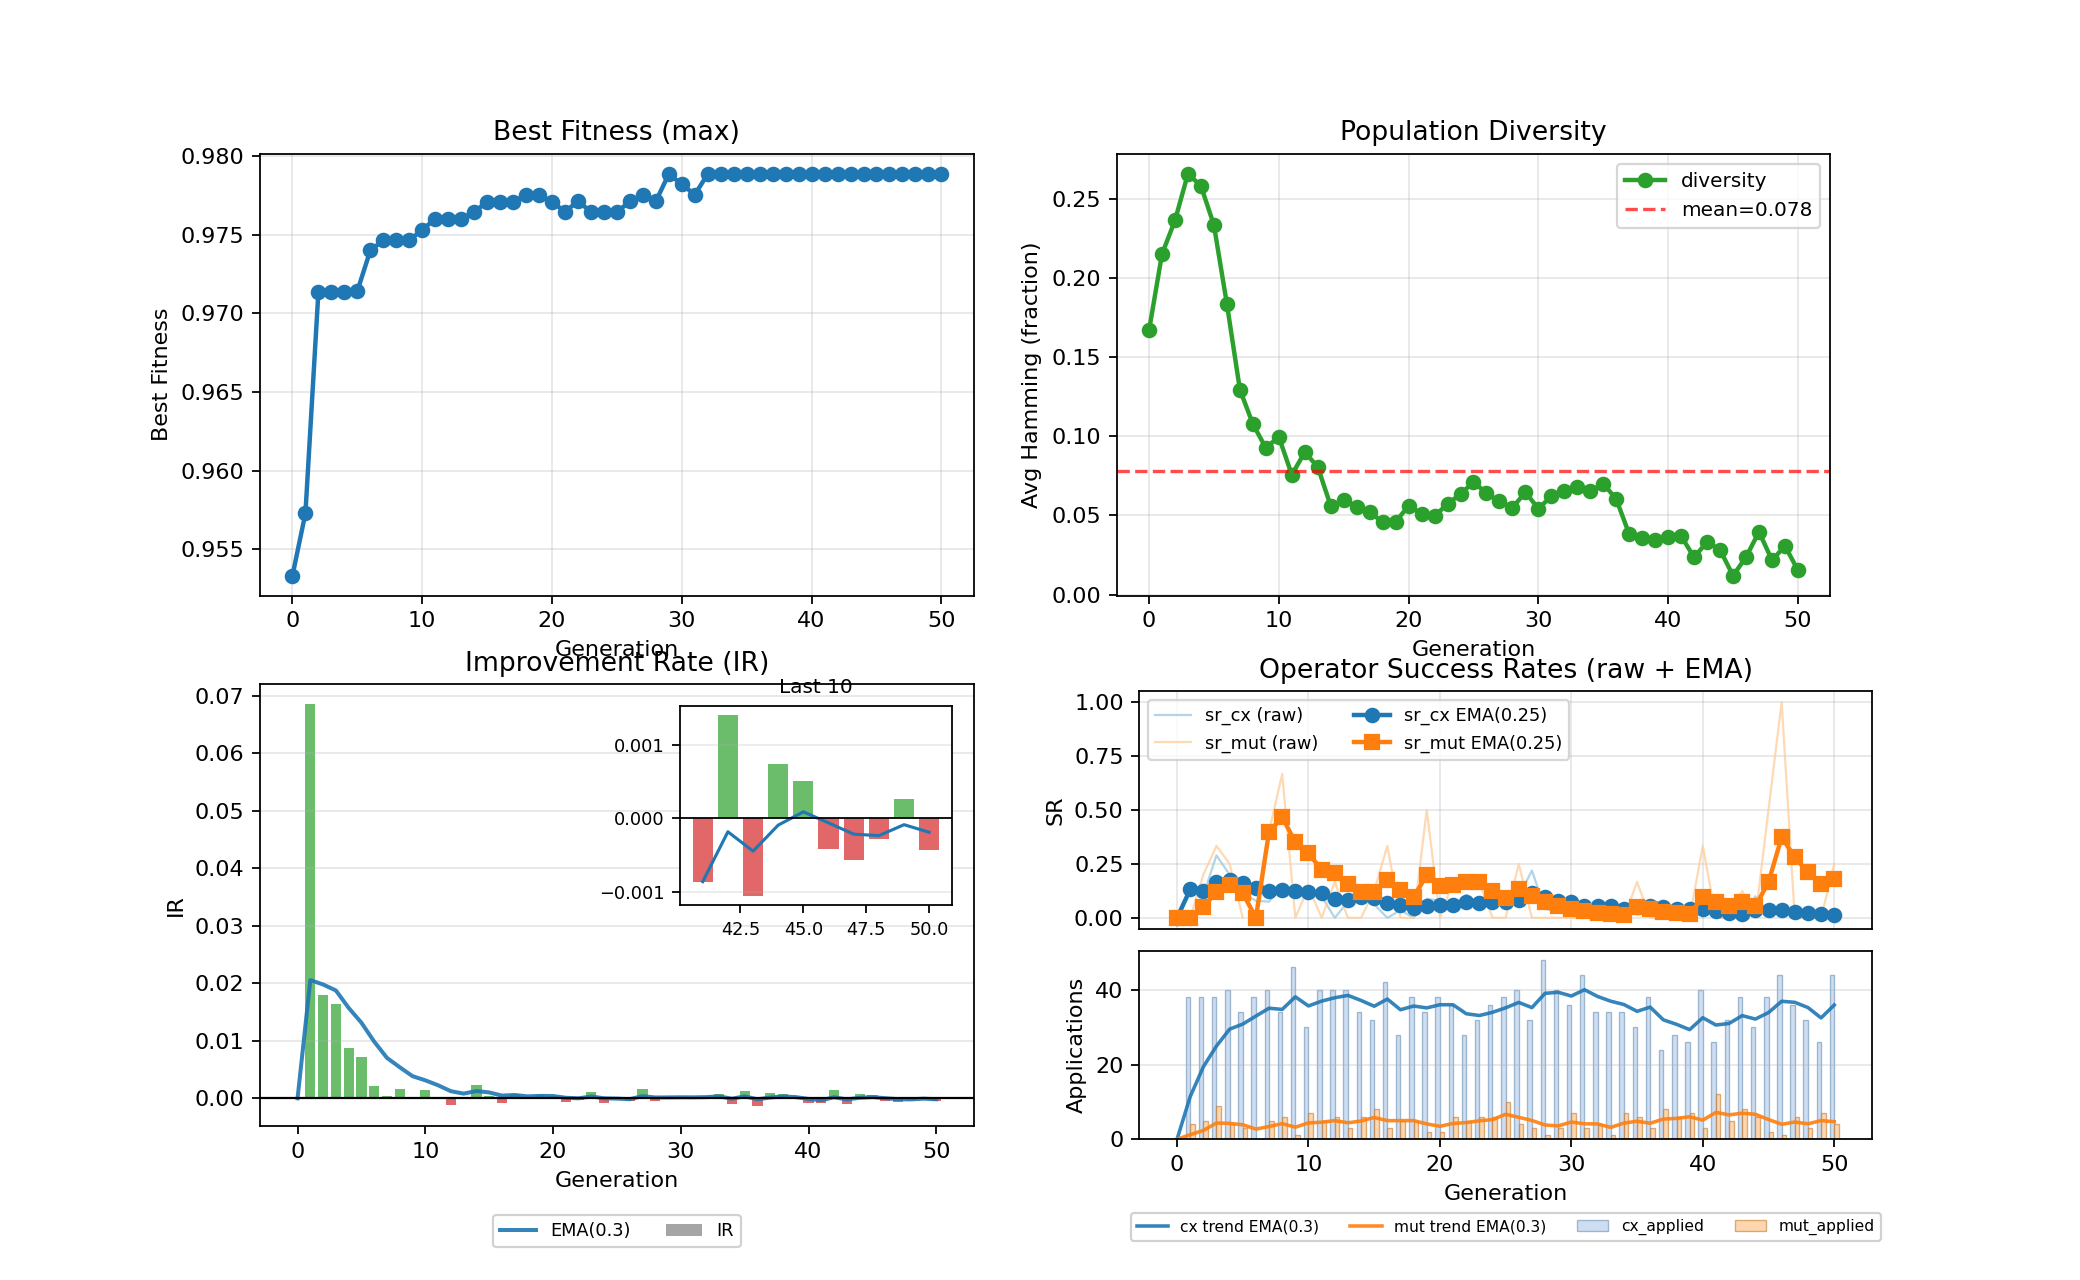 Best Fitness (max)
0.980
0.975
0.970
0.965
0.960
0.955
Best Fitness
0 10 20 30 40 50
Generation
Population Diversity
diversity
mean=0.078
0.25
0.20
0.15
0.10
0.05
0.00
Avg Hamming (fraction)
0 10 20 30 40 50
Generation
Improvement Rate (IR)
0.07
0.06
0.05
0.04
0.03
0.02
0.01
0.00
IR
Last 10
0.001
0.000
−0.001
42.5 45.0 47.5 50.0
0 10 20 30 40 50
Generation
EMA(0.3) IR
Operator Success Rates (raw + EMA)
sr_cx (raw) sr_cx EMA(0.25)
sr_mut (raw) sr_mut EMA(0.25)
1.00
0.75
0.50
0.25
0.00
SR
40
20
0
Applications
0 10 20 30 40 50
Generation
cx trend EMA(0.3) mut trend EMA(0.3) cx_applied mut_applied